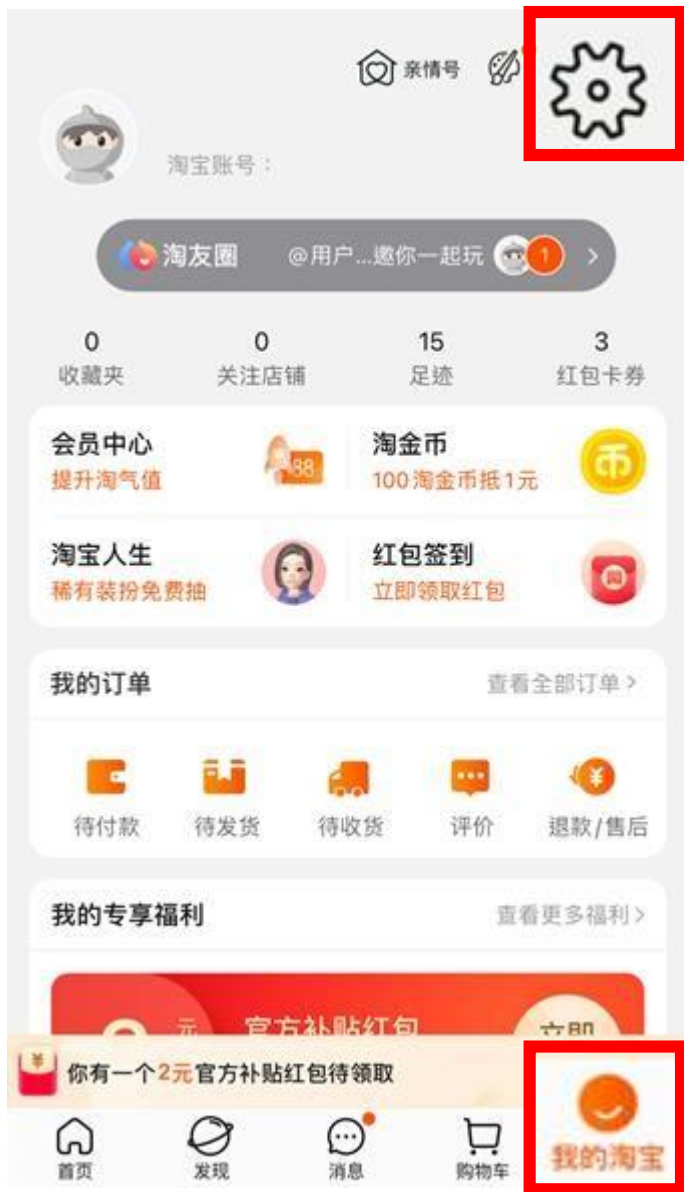 亲情号
淘宝账号：
淘友圈 @用户...邀你一起玩 1
0 0 15 3
收藏夹 关注店铺 足迹 红包卡券
会员中心 淘金币
提升淘气值 88 100淘金币抵1元 币
淘宝人生 红包签到
稀有装扮免费抽 立即领取红包
我的订单 查看全部订单
待付款 待发货 待收货 评价 退款/售后
我的专享福利 查看更多福利
元 官方补贴红包 立即
¥ 你有一个2元官方补贴红包待领取
首页 发现 消息 购物车 我的淘宝